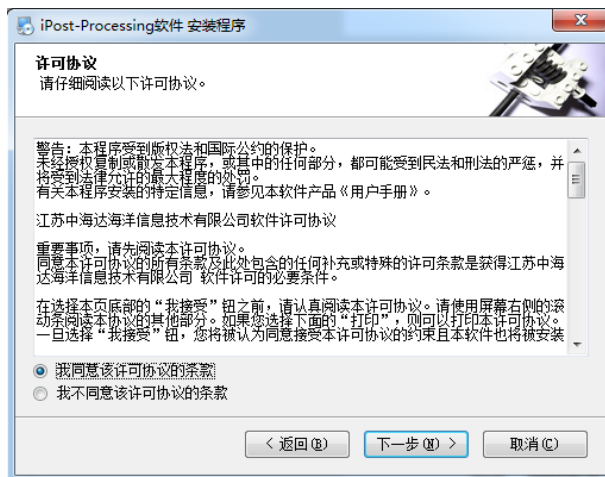 iPost-Processing软件 安装程序
许可协议
请仔细阅读以下许可协议。
警告: 本程序受到版权法和国际公约的保护。
未经授权复制或散发本程序，或其中的任何部分，都可能受到民法和刑法的严惩，并
将受到法律允许的最大程度的处罚。
有关本程序安装的特定信息，请参见本软件产品《用户手册》。
江苏中海达海洋信息技术有限公司软件许可协议
重要事项，请先阅读本许可协议。
同意本许可协议的所有条款及此处包含的任何补充或特殊的许可条款是获得江苏中海
达海洋信息技术有限公司 软件许可的必要条件。
在选择本页底部的“我接受”钮之前，请认真阅读本许可协议。请使用屏幕右侧的滚
动条阅读本协议的其他部分。如果您选择下面的“打印”，则可以打印本许可协议。
一旦选择“我接受”钮，您将被认为同意接受本许可协议的约束且本软件也将被安装
我同意该许可协议的条款
我不同意该许可协议的条款
< 返回(B) 下一步(N) > 取消(C)